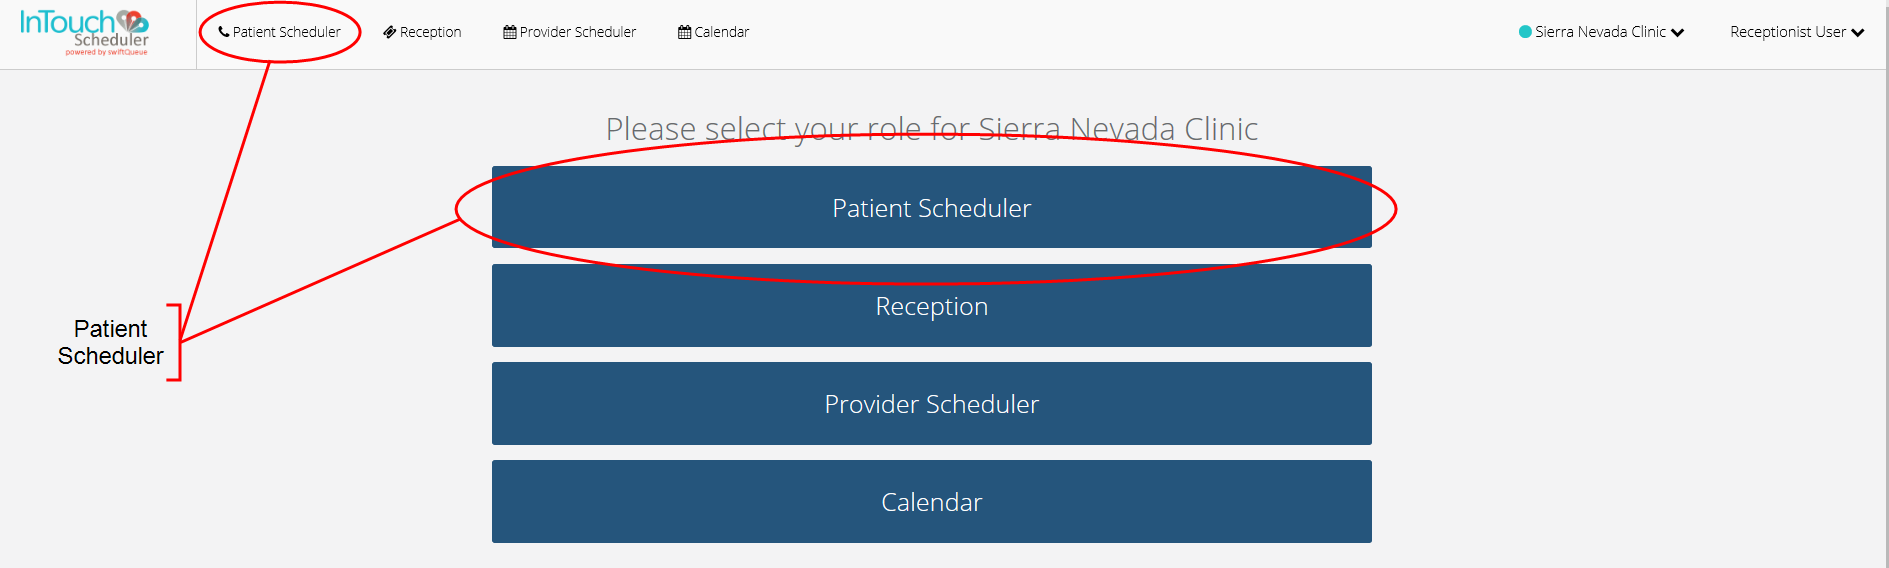 InTouch
Scheduler
powered by swiftQueue
Patient Scheduler
Reception
Provider Scheduler
Calendar
Sierra Nevada Clinic
Receptionist User
Please select your role for Sierra Nevada Clinic
Patient Scheduler
Reception
Provider Scheduler
Calendar
Patient
Scheduler